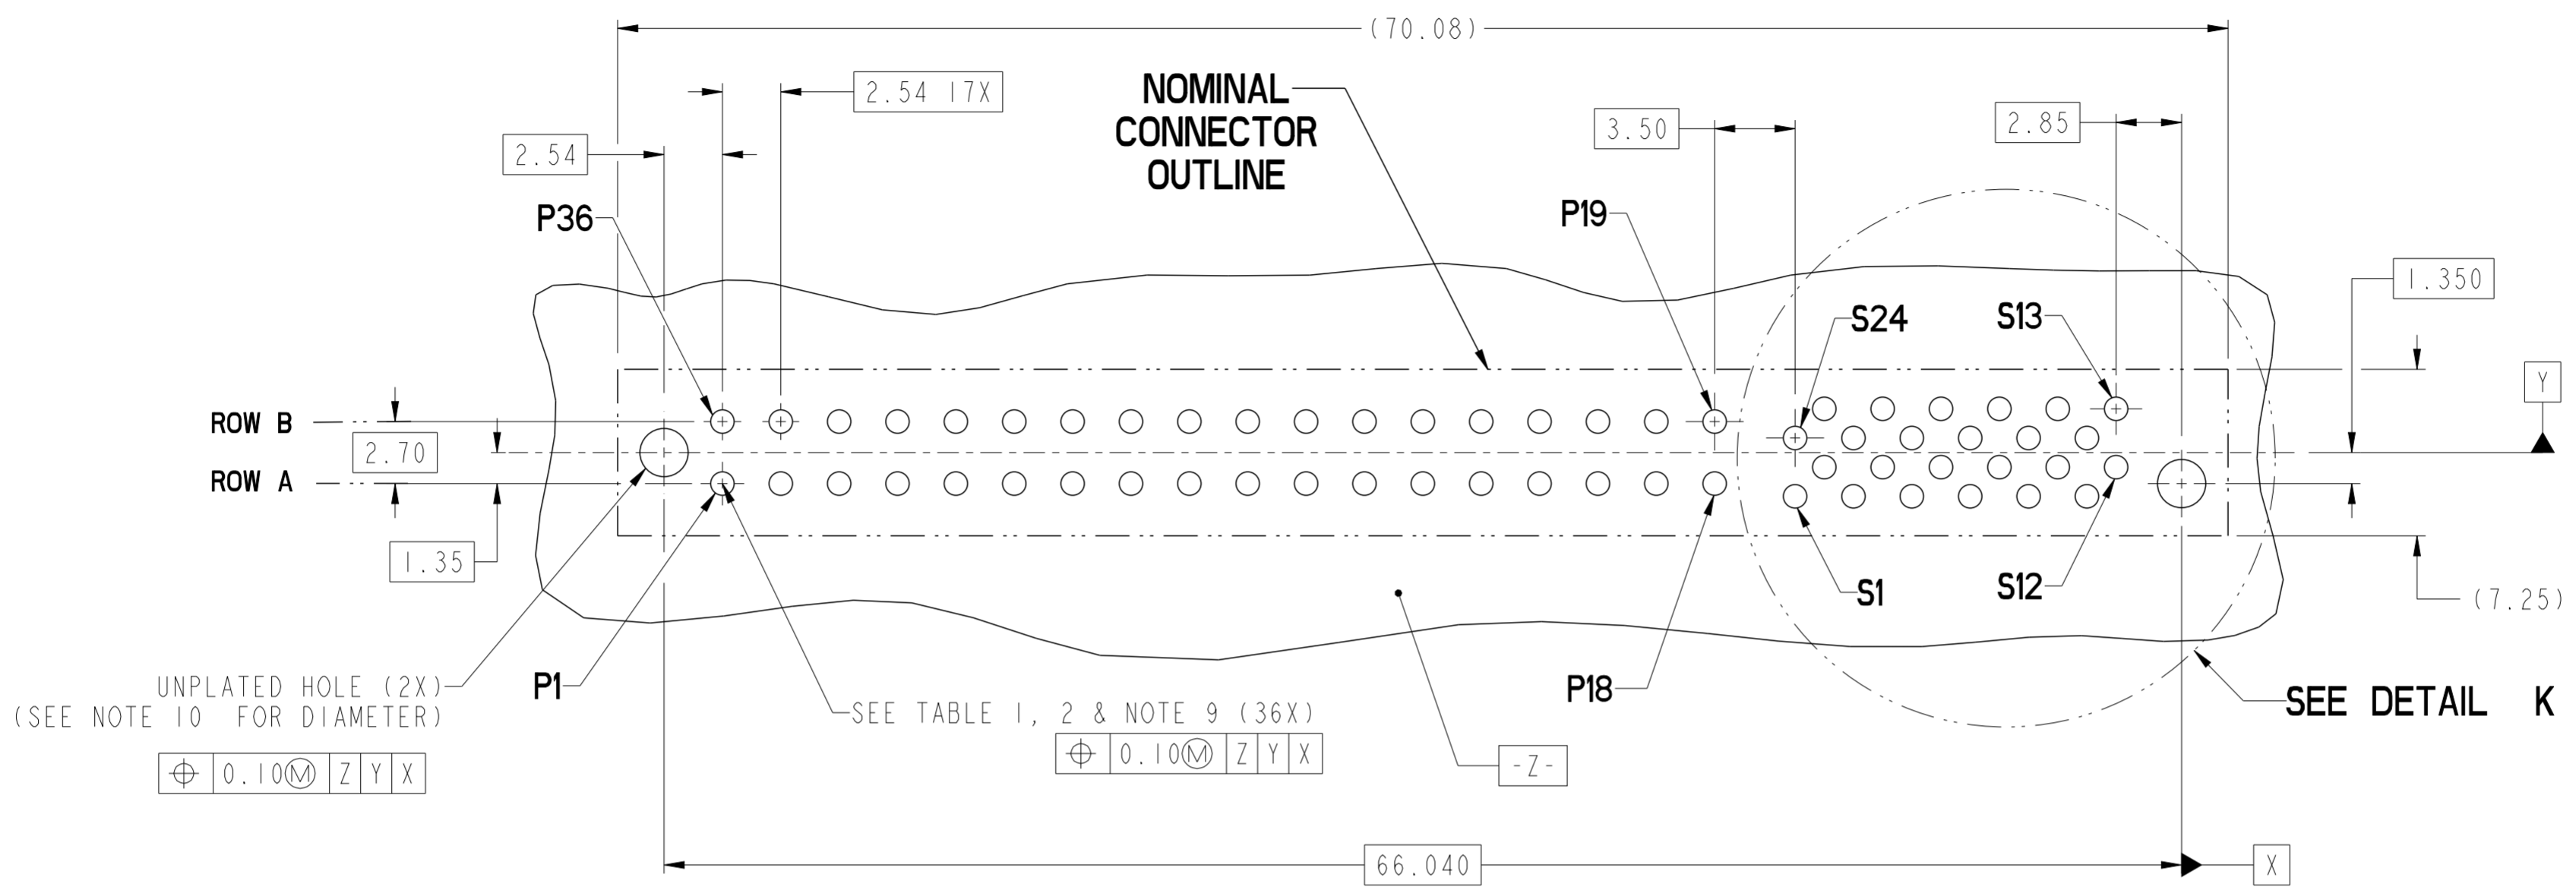 (70.08)
2.54 17X
NOMINAL
CONNECTOR
OUTLINE
3.50
2.85
2.54
P36
P19
1.350
S24
S13
Y
ROW B
2.70
ROW A
1.35
S1
S12
(7.25)
UNPLATED HOLE (2X)
(SEE NOTE 10 FOR DIAMETER)
P1
P18
SEE TABLE 1, 2 & NOTE 9 (36X)
SEE DETAIL K
⌖ 0.10Ⓜ Z Y X
⌖ 0.10Ⓜ Z Y X
-Z-
66.040
X